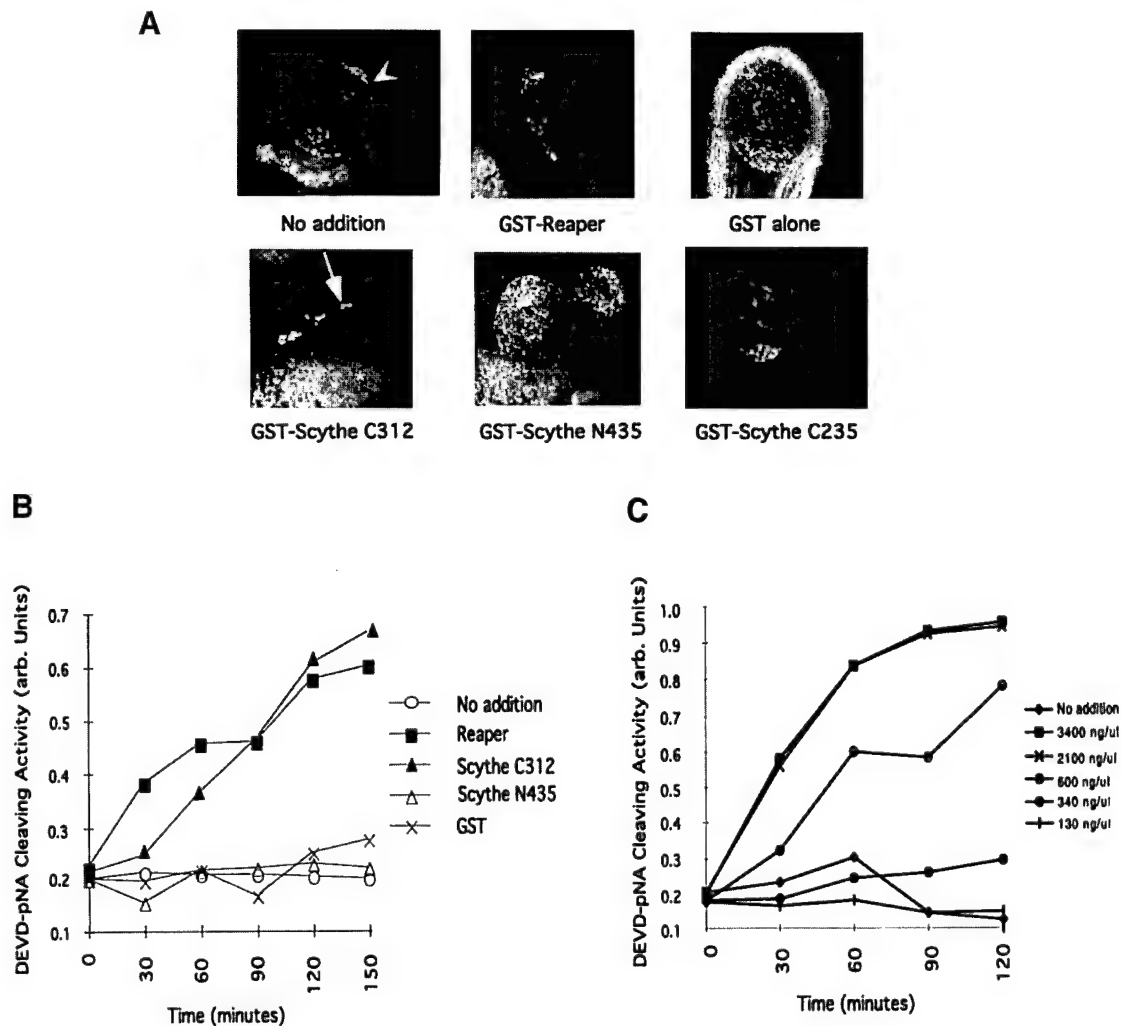 A
No addition
GST-Reaper
GST alone
GST-Scythe C312
GST-Scythe N435
GST-Scythe C235
B
DEVD-pNA Cleaving Activity (arb. Units)
0.7
0.6
0.5
0.4
0.3
0.2
0.1
0
30
60
90
120
150
Time (minutes)
No addition
Reaper
Scythe C312
Scythe N435
GST
C
DEVD-pNA Cleaving Activity (arb. Units)
1.0
0.9
0.8
0.7
0.6
0.5
0.4
0.3
0.2
0.1
0
30
60
90
120
Time (minutes)
No addition
3400 ng/ul
2100 ng/ul
600 ng/ul
340 ng/ul
130 ng/ul